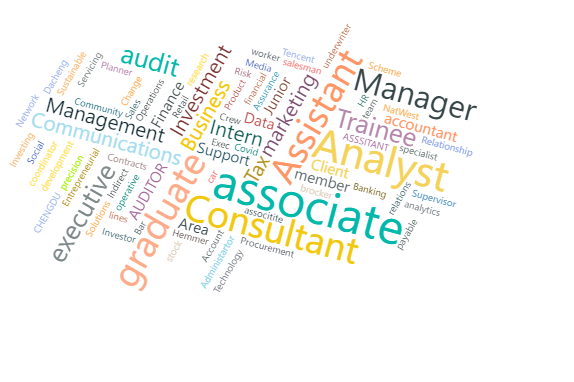 underwriter
worker
Tencent
salesman
Scheme
audit
Investment
research
Media
Risk
Assistant
Manager
Dacheng
Sustainable
Servicing
Planner
Change
Sales
Operations
Finance
Retail
Business
Product
financial
Assurance
Junior
marketing
HR
team
NatWest
accountant
Relationship
Network
Community
Management
Communications
Crew
Data
Intern
Exec
Covid
Support
Tax
Trainee
ASSSTANT
specialist
Analyst
Investing
Social
coordinator
development
precision
Entrepreneurial
Contracts
Indirect
operative
AUDITOR
graduate
car
Client
member
Banking
brocker
relations
Supervisor
analytics
CHENGDU
executive
Solutions
lines
Investor
Bar
associate
associtite
Consultant
payable
Area
Hemmer
stock
Account
Administartor
Procurement
Technology